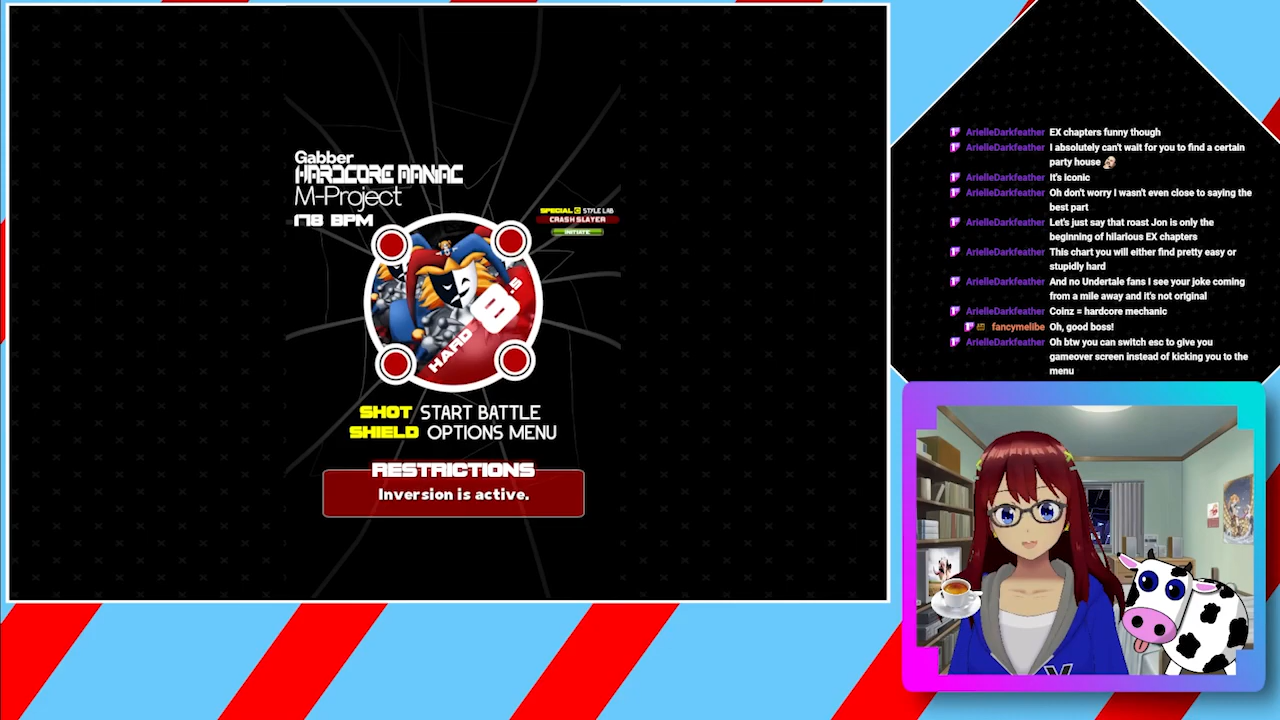 Gabber
HARDCORE MANIAC
M-Project
178 BPM
SPECIAL STYLE LAB
CRASH SLAYER
INITIATE
HARD 8.5
SHOT START BATTLE
SHIELD OPTIONS MENU
RESTRICTIONS
Inversion is active.
ArielleDarkfeather EX chapters funny though
ArielleDarkfeather I absolutely can't wait for you to find a certain
party house
ArielleDarkfeather It's iconic
ArielleDarkfeather Oh don't worry I wasn't even close to saying the
best part
ArielleDarkfeather Let's just say that roast Jon is only the
beginning of hilarious EX chapters
ArielleDarkfeather This chart you will either find pretty easy or
stupidly hard
ArielleDarkfeather And no Undertale fans I see your joke coming
from a mile away and it's not original
ArielleDarkfeather Coinz = hardcore mechanic
fancymelibe Oh, good boss!
ArielleDarkfeather Oh btw you can switch esc to give you
gameover screen instead of kicking you to the
menu